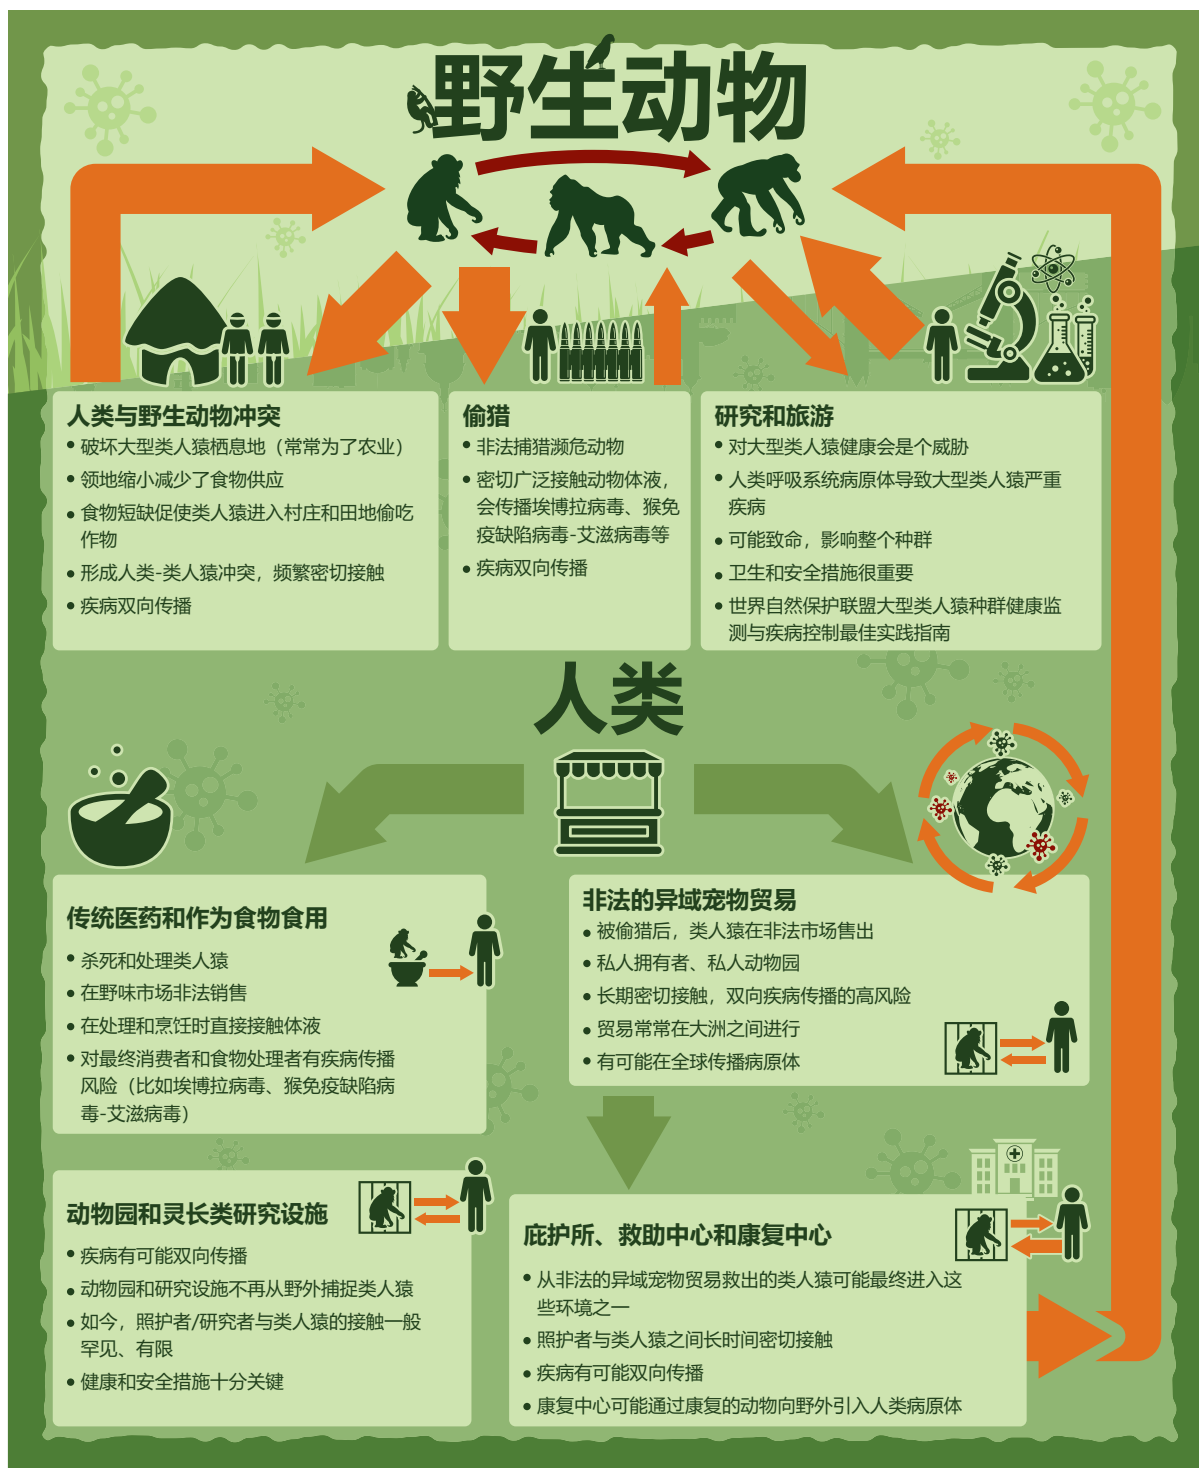 野生动物
人类与野生动物冲突
• 破坏大型类人猿栖息地（常常为了农业）
• 领地缩小减少了食物供应
• 食物短缺促使类人猿进入村庄和田地偷吃
作物
• 形成人类-类人猿冲突，频繁密切接触
• 疾病双向传播
偷猎
• 非法捕猎濒危动物
• 密切广泛接触动物体液，
会传播埃博拉病毒、猴免
疫缺陷病毒-艾滋病毒等
• 疾病双向传播
研究和旅游
• 对大型类人猿健康会是个威胁
• 人类呼吸系统病原体导致大型类人猿严重
疾病
• 可能致命，影响整个种群
• 卫生和安全措施很重要
• 世界自然保护联盟大型类人猿种群健康监
测与疾病控制最佳实践指南
人类
传统医药和作为食物食用
• 杀死和处理类人猿
• 在野味市场非法销售
• 在处理和烹饪时直接接触体液
• 对最终消费者和食物处理者有疾病传播
风险（比如埃博拉病毒、猴免疫缺陷病
毒-艾滋病毒）
非法的异域宠物贸易
• 被偷猎后，类人猿在非法市场售出
• 私人拥有者、私人动物园
• 长期密切接触，双向疾病传播的高风险
• 贸易常常在大洲之间进行
• 有可能在全球传播病原体
动物园和灵长类研究设施
• 疾病有可能双向传播
• 动物园和研究设施不再从野外捕捉类人猿
• 如今，照护者/研究者与类人猿的接触一般
罕见、有限
• 健康和安全措施十分关键
庇护所、救助中心和康复中心
• 从非法的异域宠物贸易救出的类人猿可能最终进入这
些环境之一
• 照护者与类人猿之间长时间密切接触
• 疾病有可能双向传播
• 康复中心可能通过康复的动物向野外引入人类病原体